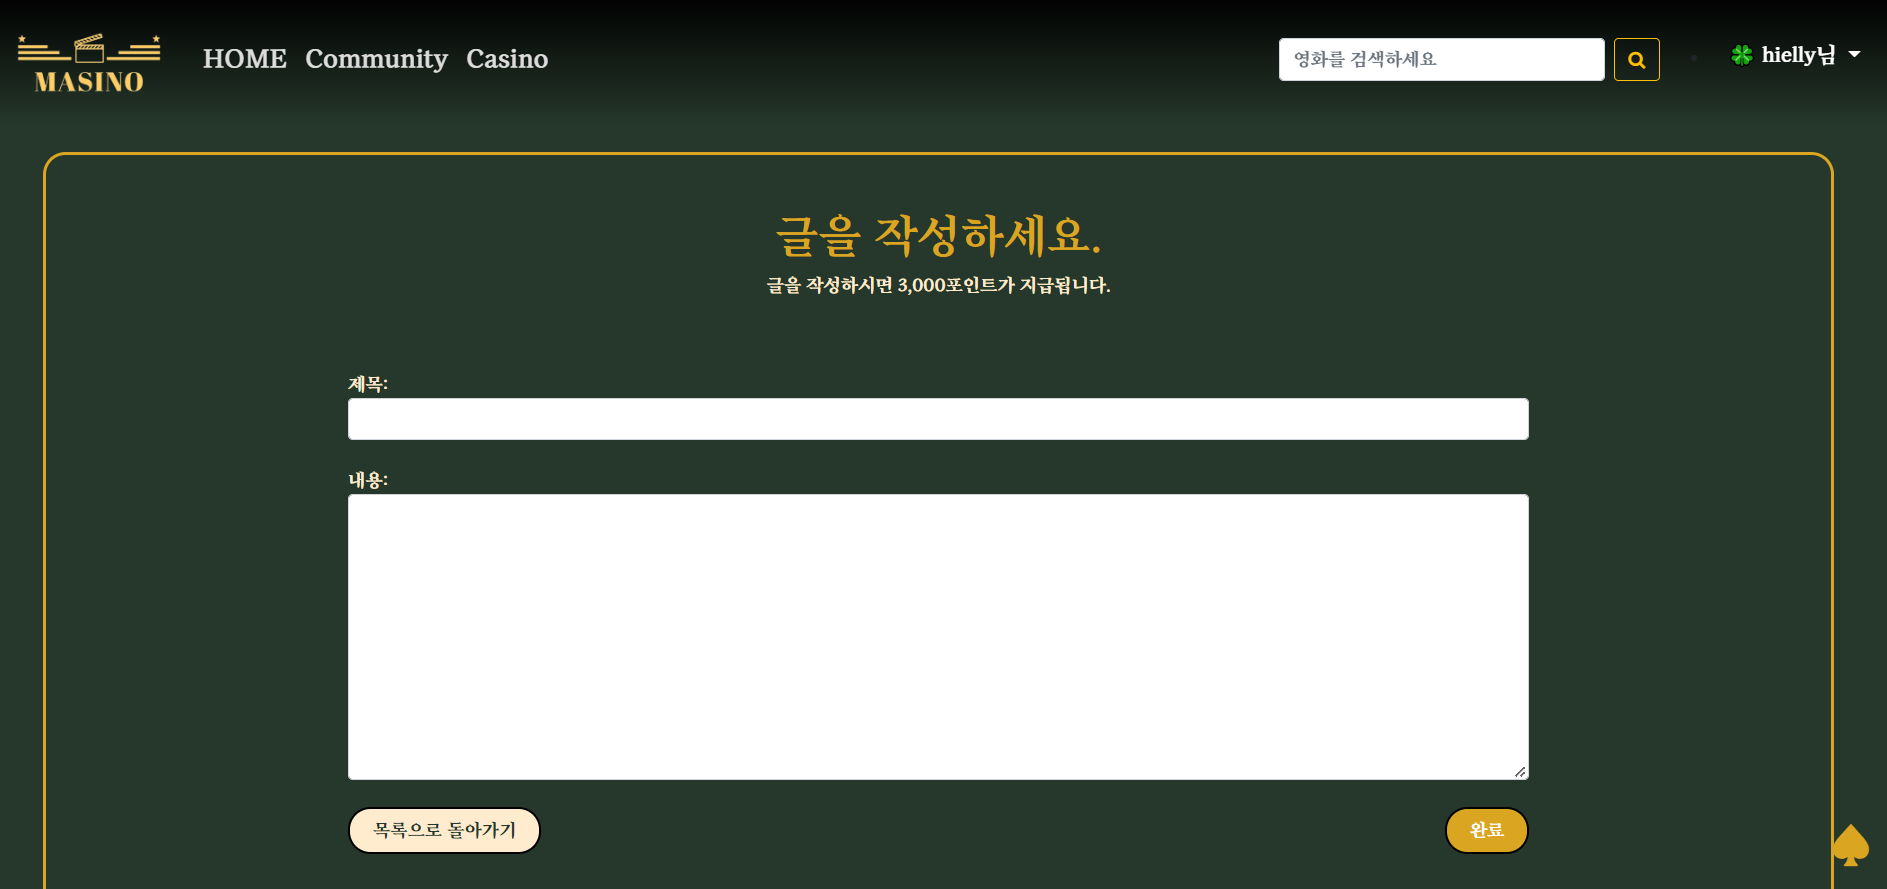 MASINO
HOME Community Casino
영화를 검색하세요
hielly님
글을 작성하세요.
글을 작성하시면 3,000포인트가 지급됩니다.
제목:
내용:
목록으로 돌아가기
완료